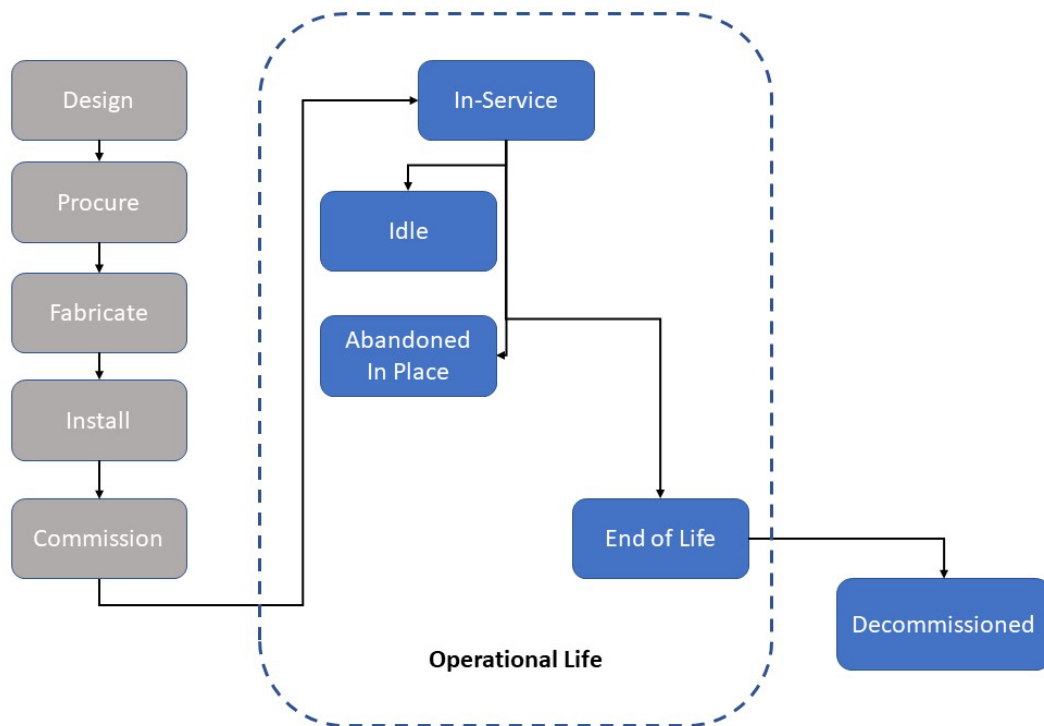 Design
Procure
Fabricate
Install
Commission
In-Service
Idle
Abandoned
In Place
End of Life
Decommissioned
Operational Life